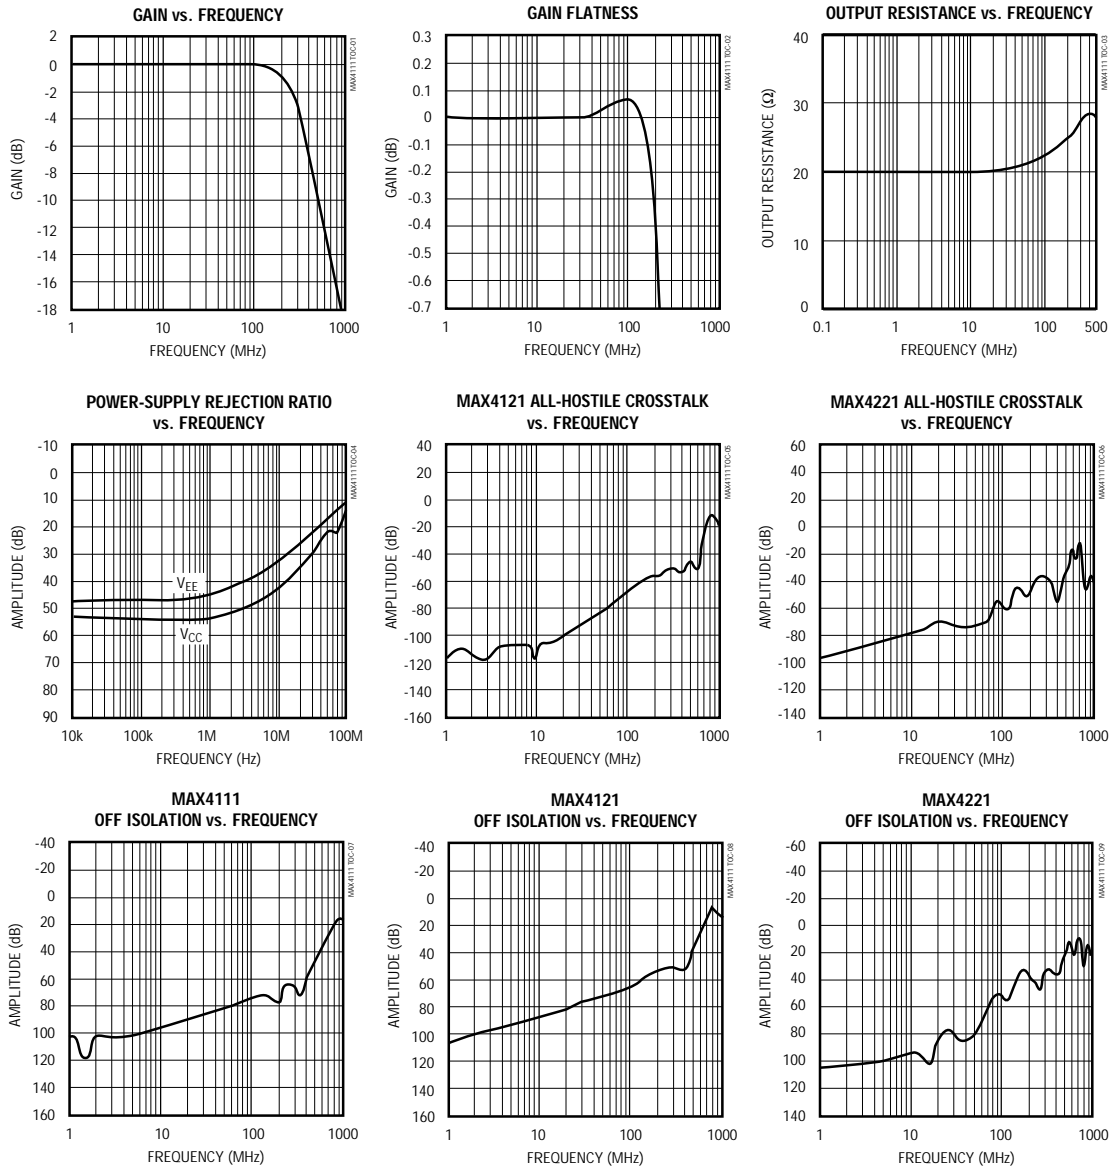 GAIN vs. FREQUENCY
2
0
-2
-4
-6
-8
-10
-12
-14
-16
-18
GAIN (dB)
1
10
100
1000
FREQUENCY (MHz)
MAX4111 TOC-01
GAIN FLATNESS
0.3
0.2
0.1
0
-0.1
-0.2
-0.3
-0.4
-0.5
-0.6
-0.7
GAIN (dB)
1
10
100
1000
FREQUENCY (MHz)
MAX4111 TOC-02
OUTPUT RESISTANCE vs. FREQUENCY
40
30
20
10
0
OUTPUT RESISTANCE (Ω)
0.1
1
10
100
500
FREQUENCY (MHz)
MAX4111 TOC-03
POWER-SUPPLY REJECTION RATIO
vs. FREQUENCY
-10
0
10
20
30
40
50
60
70
80
90
AMPLITUDE (dB)
VEE
VCC
10k
100k
1M
10M
100M
FREQUENCY (Hz)
MAX4111 TOC-04
MAX4121 ALL-HOSTILE CROSSTALK
vs. FREQUENCY
40
20
0
-20
-40
-60
-80
-100
-120
-140
-160
AMPLITUDE (dB)
1
10
100
1000
FREQUENCY (MHz)
MAX4111 TOC-05
MAX4221 ALL-HOSTILE CROSSTALK
vs. FREQUENCY
60
40
20
0
-20
-40
-60
-80
-100
-120
-140
AMPLITUDE (dB)
1
10
100
1000
FREQUENCY (MHz)
MAX4111 TOC-06
MAX4111
OFF ISOLATION vs. FREQUENCY
-40
-20
0
20
40
60
80
100
120
160
AMPLITUDE (dB)
1
10
100
1000
FREQUENCY (MHz)
MAX4111 TOC-07
MAX4121
OFF ISOLATION vs. FREQUENCY
-40
-20
0
20
40
60
80
100
120
140
160
AMPLITUDE (dB)
1
10
100
1000
FREQUENCY (MHz)
MAX4111 TOC-08
MAX4221
OFF ISOLATION vs. FREQUENCY
-60
-40
-20
0
20
40
60
80
100
120
140
AMPLITUDE (dB)
1
10
100
1000
FREQUENCY (MHz)
MAX4111 TOC-09